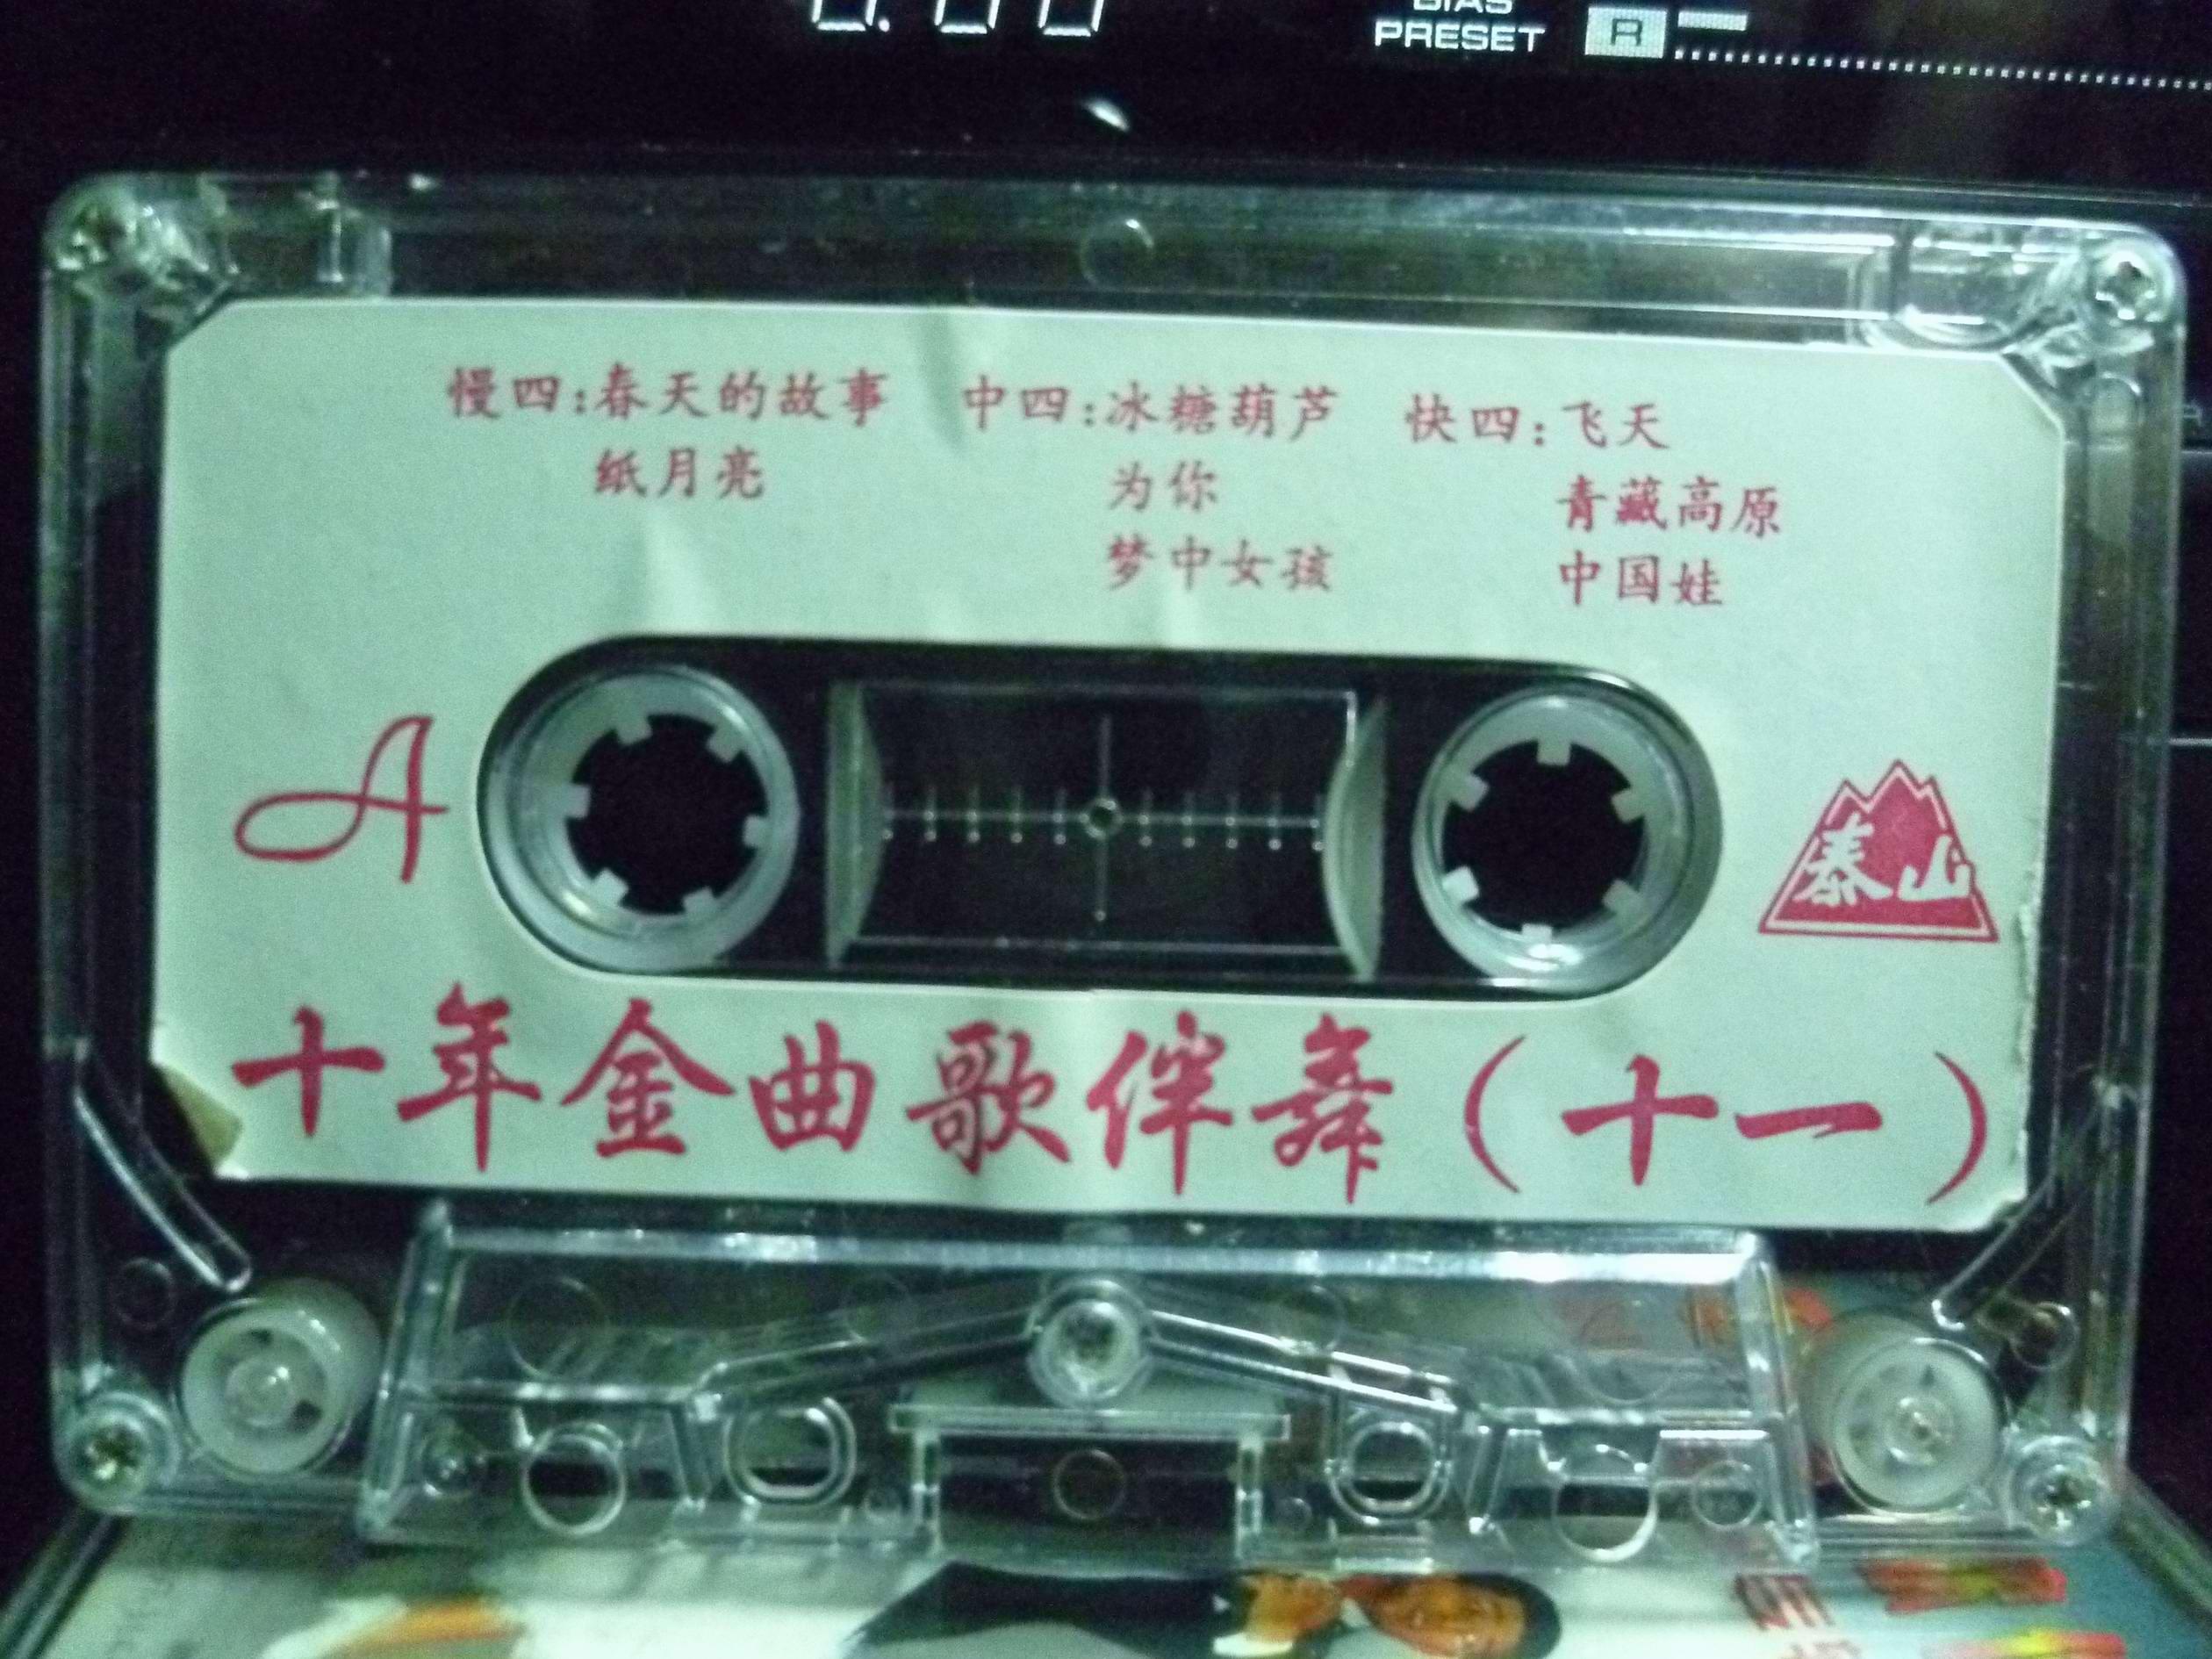 BIAS
PRESET
R
慢四:春天的故事 中四:冰糖葫芦 快四:飞天
纸月亮 为你 青藏高原
梦中女孩 中国娃
A
泰山
十年金曲歌伴舞(十一)